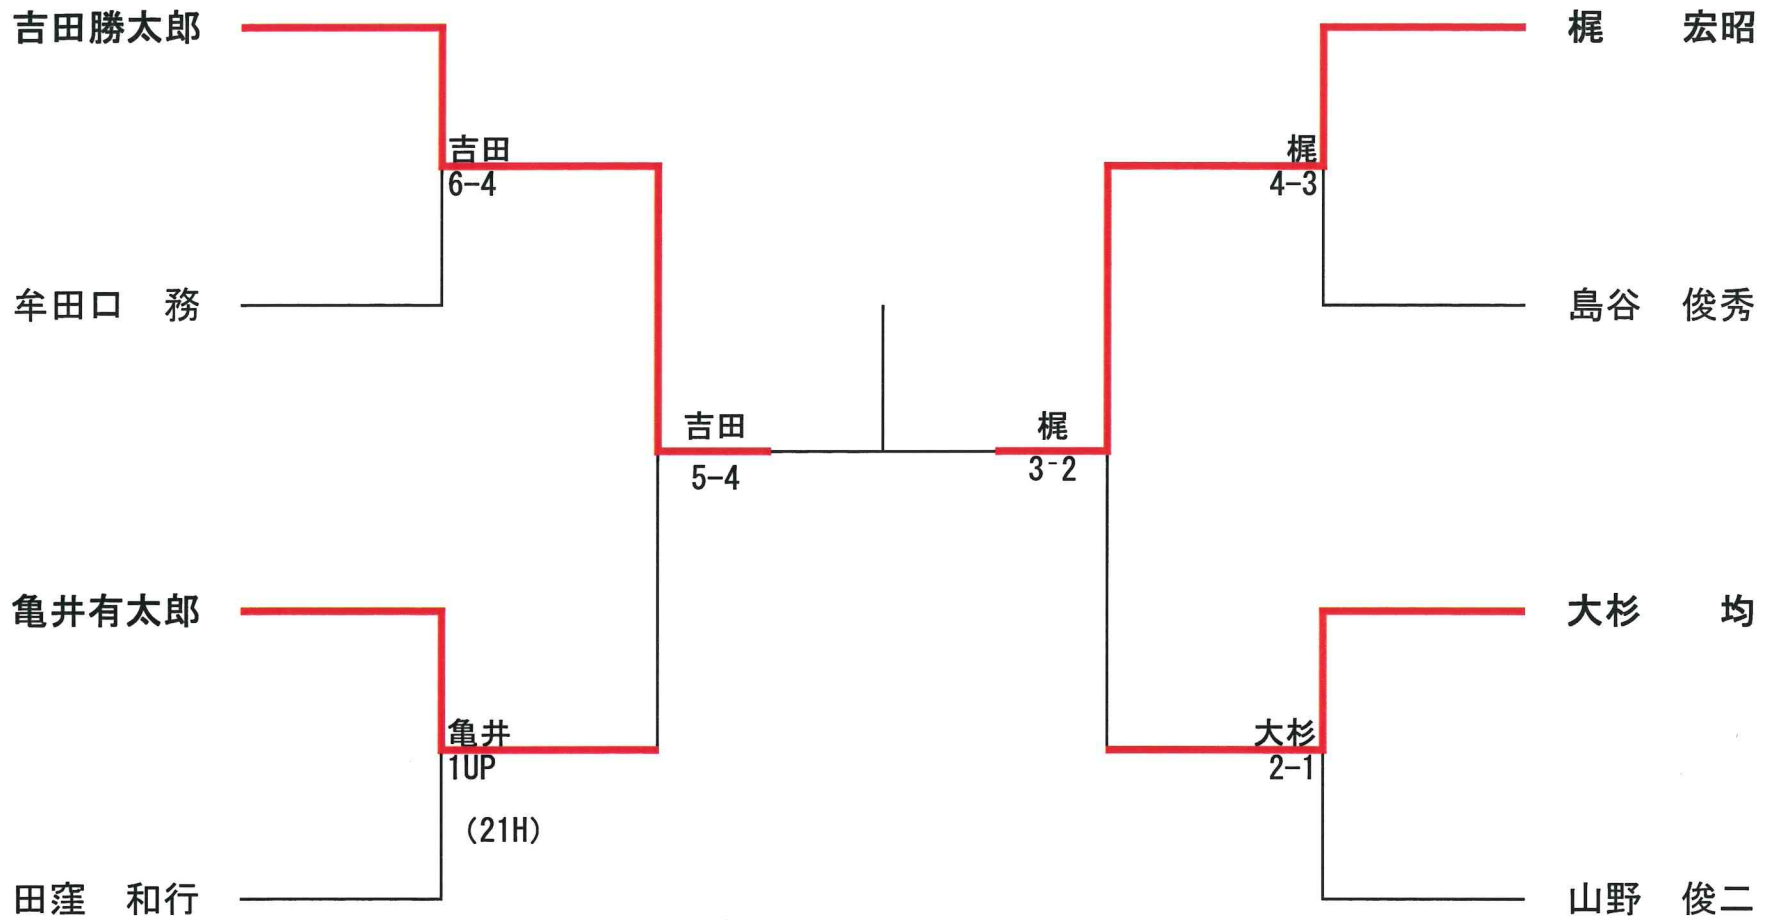 吉田勝太郎
梶　宏昭
吉田
6-4
梶
4-3
牟田口　務
島谷　俊秀
吉田
5-4
梶
3-2
亀井有太郎
大杉　均
亀井
1UP
(21H)
大杉
2-1
田窪　和行
山野　俊二